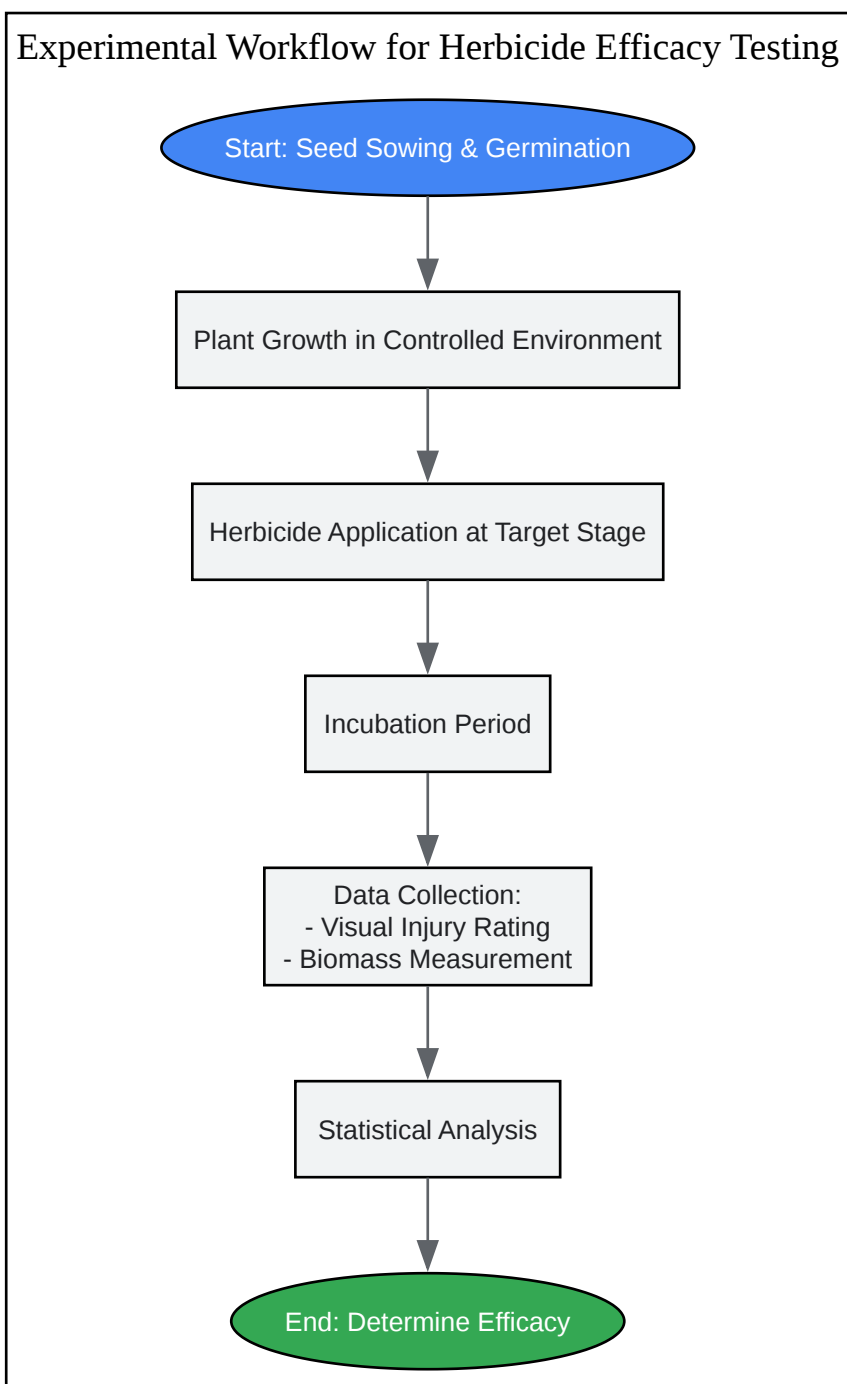 Experimental Workflow for Herbicide Efficacy Testing
Start: Seed Sowing & Germination
Plant Growth in Controlled Environment
Herbicide Application at Target Stage
Incubation Period
Data Collection:
- Visual Injury Rating
- Biomass Measurement
Statistical Analysis
End: Determine Efficacy